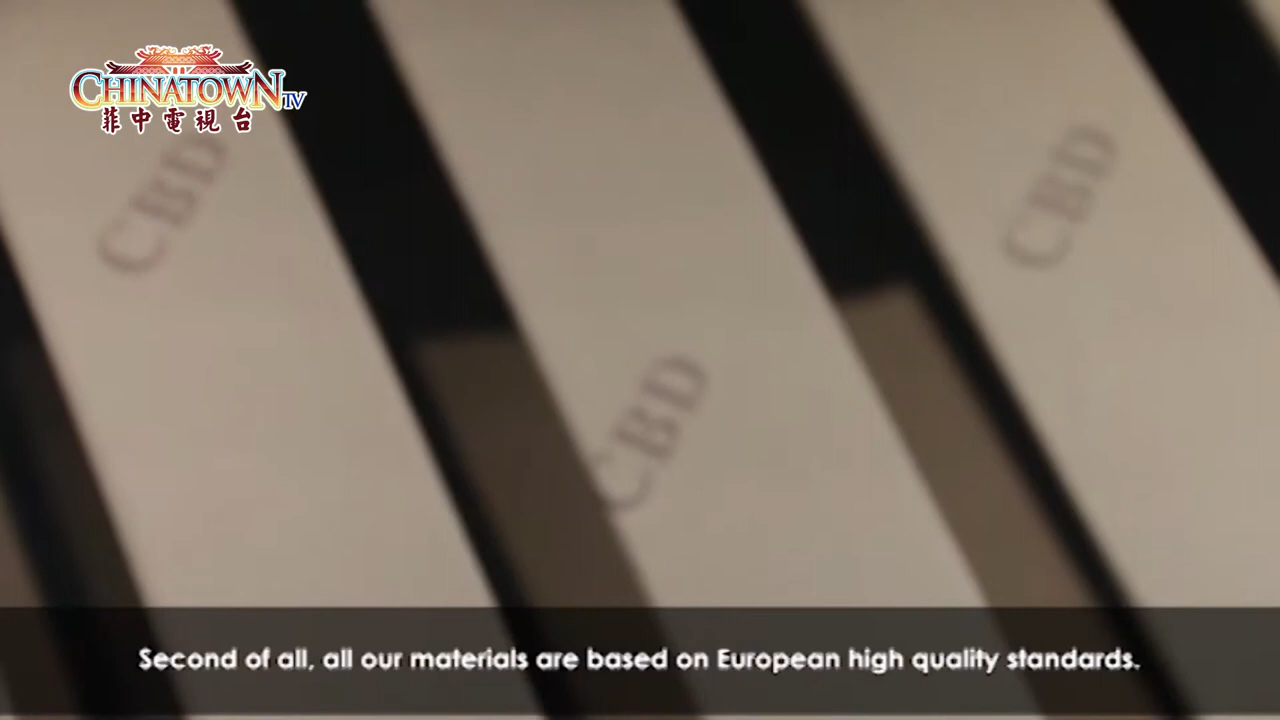 CHINATOWN TV
菲中電視台
CBD
CBD
CBD
Second of all, all our materials are based on European high quality standards.